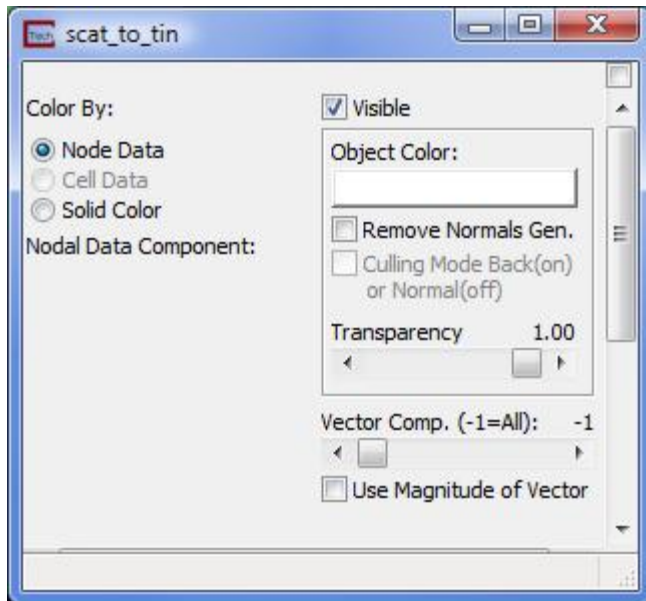 scat_to_tin
Color By:
Node Data
Cell Data
Solid Color
Nodal Data Component:
Visible
Object Color:
Remove Normals Gen.
Culling Mode Back(on)
or Normal(off)
Transparency 1.00
Vector Comp. (-1=All): -1
Use Magnitude of Vector